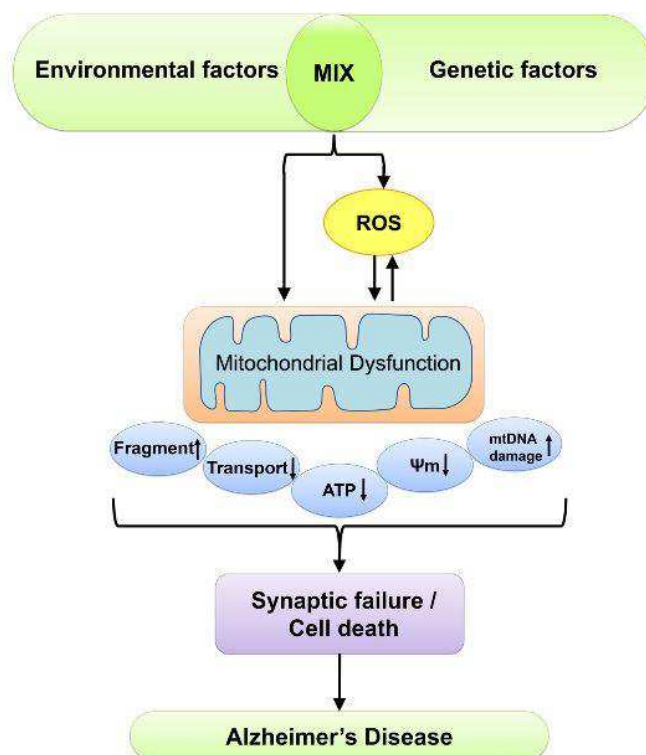 Environmental factors
MIX
Genetic factors
ROS
Mitochondrial Dysfunction
Fragment↑
Transport↓
ATP↓
Ψm↓
mtDNA
damage↑
Synaptic failure /
Cell death
Alzheimer's Disease